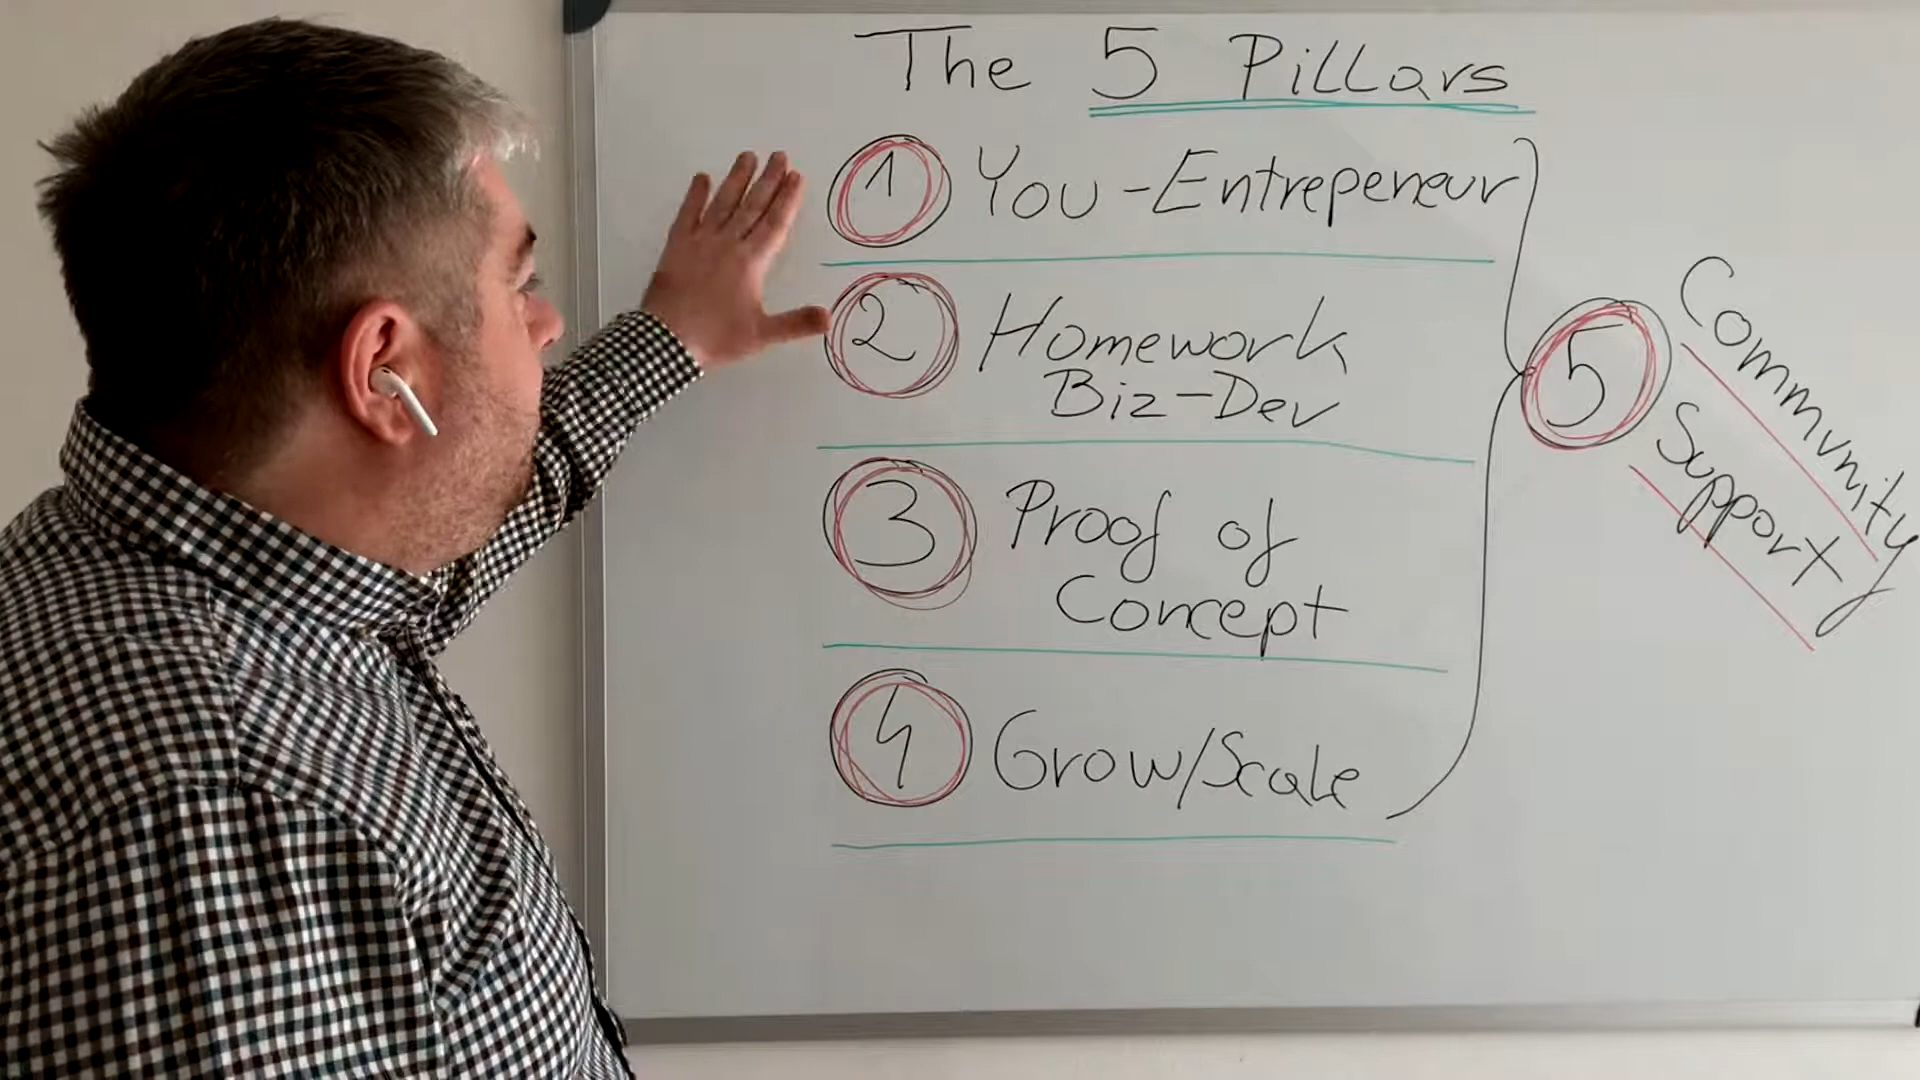 The 5 Pillars
1 You - Entrepeneur
2 Homework
Biz-Dev
3 Proof of
Concept
4 Grow/Scale
5 Community
Support